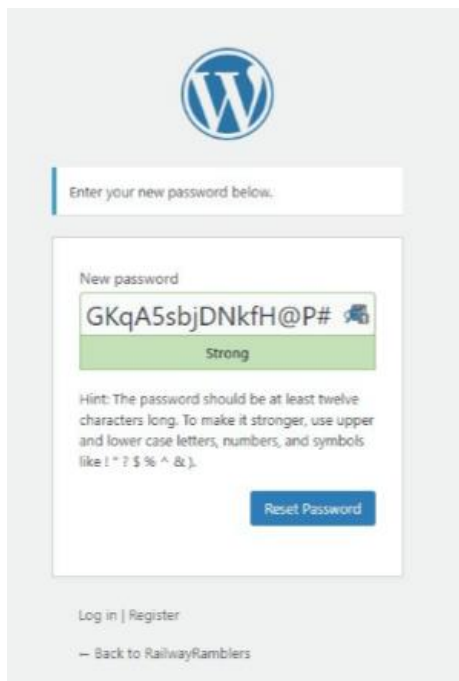 Enter your new password below.
New password
GKqA5sbjDNkfH@P#
Strong
Hint: The password should be at least twelve
characters long. To make it stronger, use upper
and lower case letters, numbers, and symbols
like ! " ? $ % ^ & ).
Reset Password
Log in | Register
← Back to RailwayRamblers